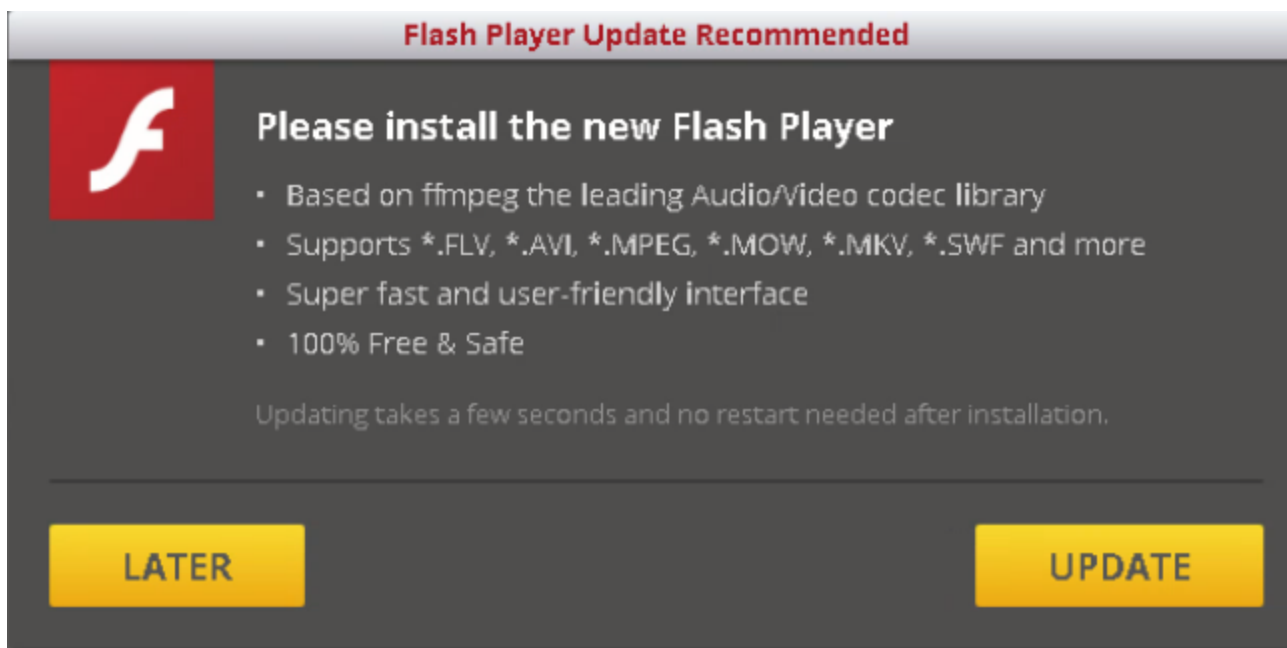 Flash Player Update Recommended
Please install the new Flash Player
• Based on ffmpeg the leading Audio/Video codec library
• Supports *.FLV, *.AVI, *.MPEG, *.MOW, *.MKV, *.SWF and more
• Super fast and user-friendly interface
• 100% Free & Safe
Updating takes a few seconds and no restart needed after installation.
LATER
UPDATE